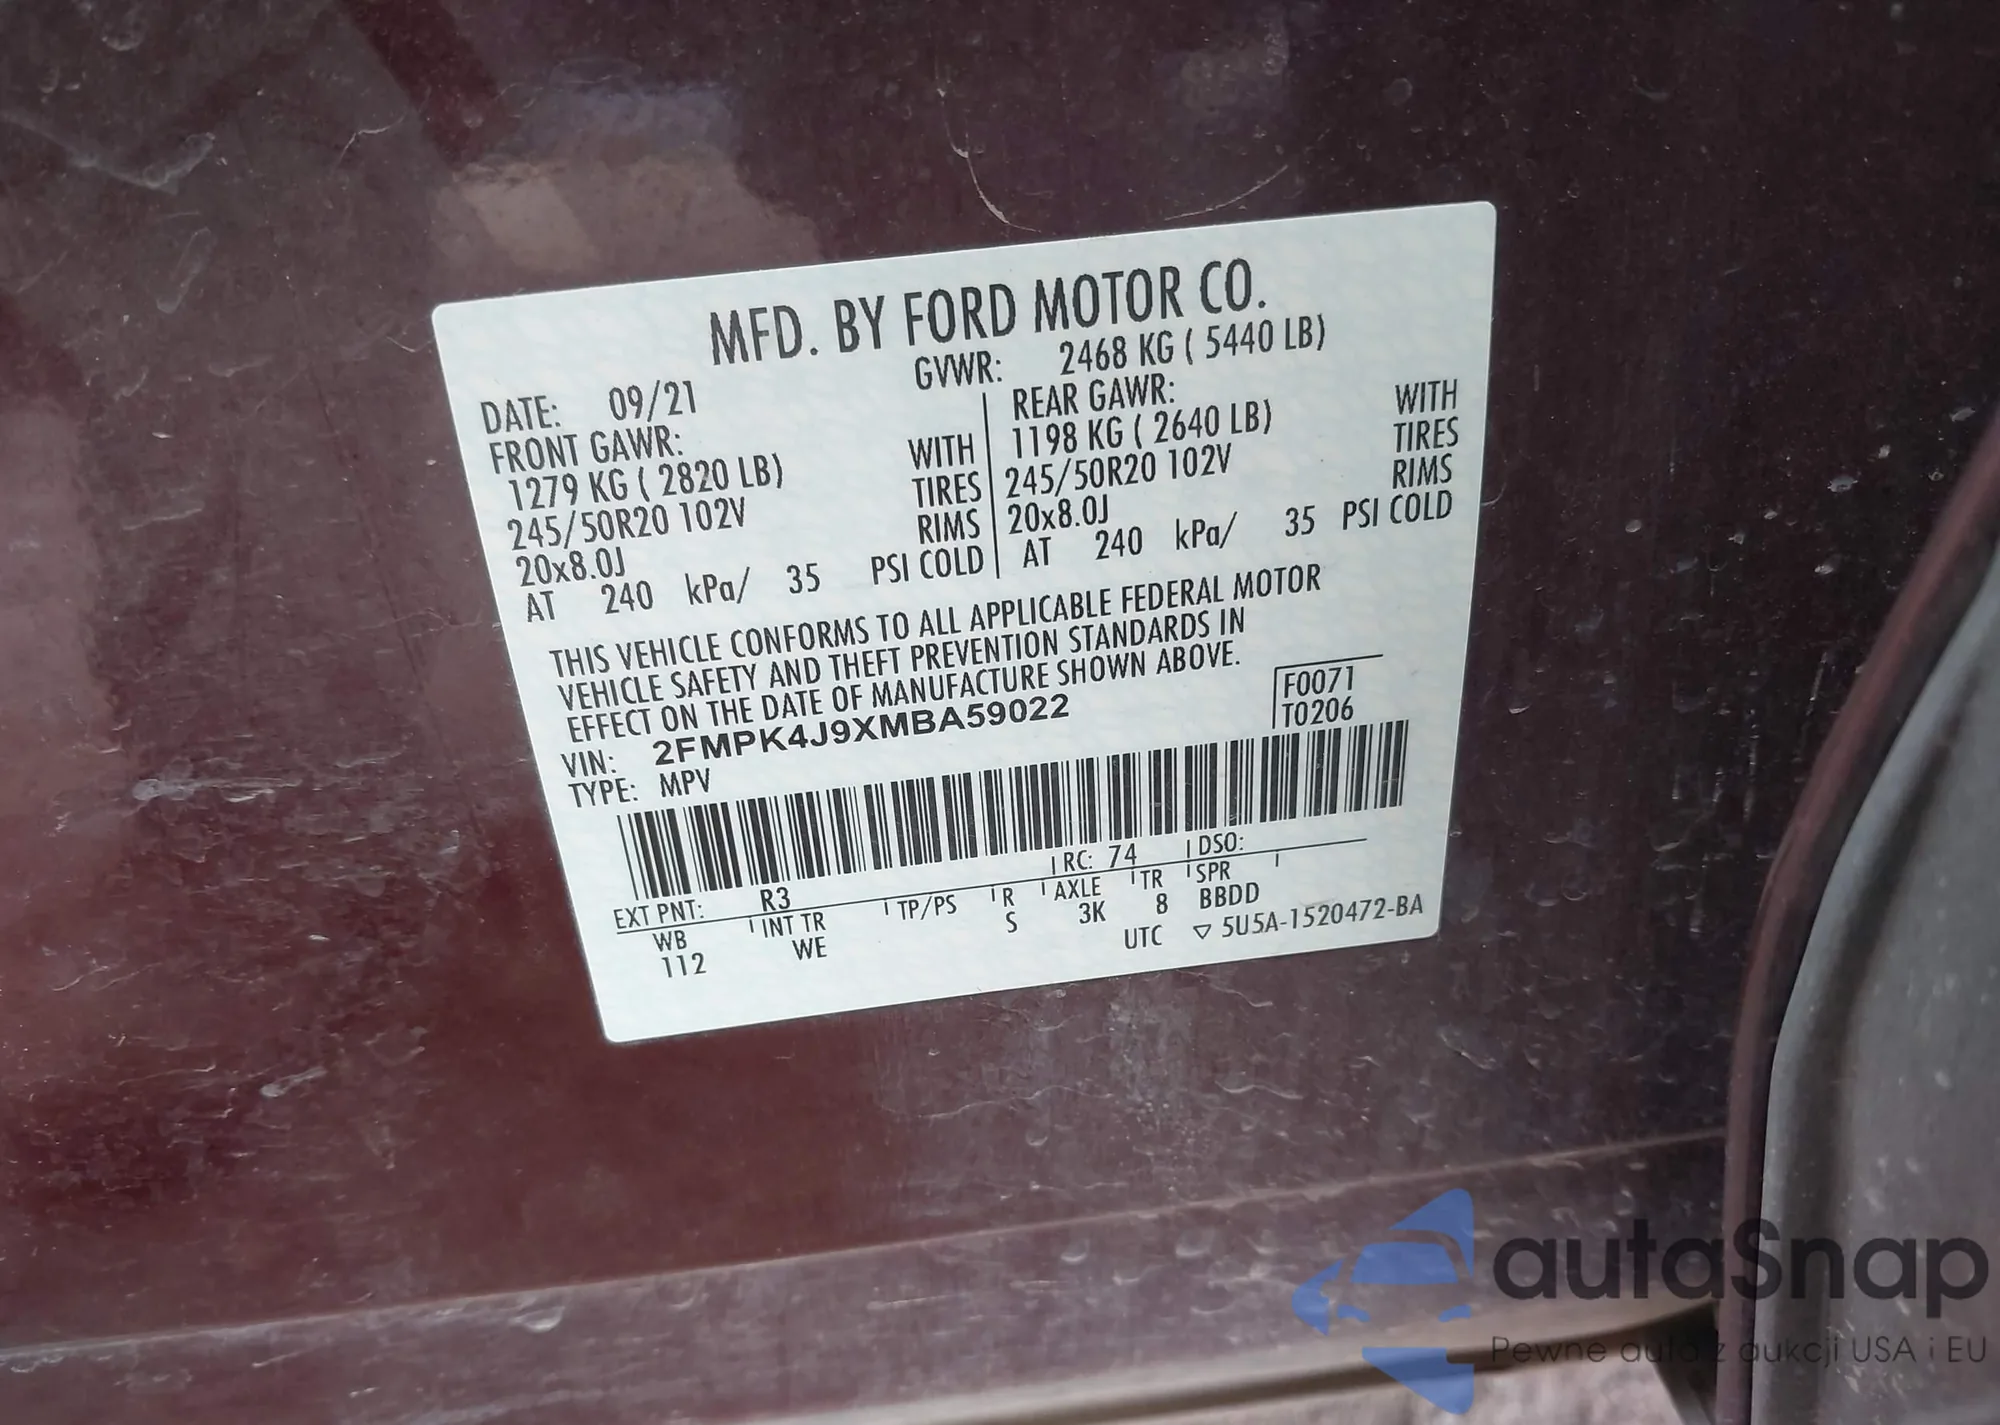 MFD. BY FORD MOTOR CO.
DATE: 09/21 GVWR: 2468 KG ( 5440 LB)
FRONT GAWR: REAR GAWR:
1279 KG ( 2820 LB) WITH 1198 KG ( 2640 LB) WITH
245/50R20 102V TIRES 245/50R20 102V TIRES
20x8.0J RIMS 20x8.0J RIMS
AT 240 kPa/ 35 PSI COLD AT 240 kPa/ 35 PSI COLD
THIS VEHICLE CONFORMS TO ALL APPLICABLE FEDERAL MOTOR
VEHICLE SAFETY AND THEFT PREVENTION STANDARDS IN
EFFECT ON THE DATE OF MANUFACTURE SHOWN ABOVE.
VIN: 2FMPK4J9XMBA59022 F0071
TYPE: MPV T0206
EXT PNT: R3 RC: 74 DSO:
WB INT TR TP/PS R AXLE TR SPR
112 WE S 3K 8 BBDD
UTC ▽ 5U5A-1520472-BA
autaSnap
Pewne auta z aukcji USA i EU